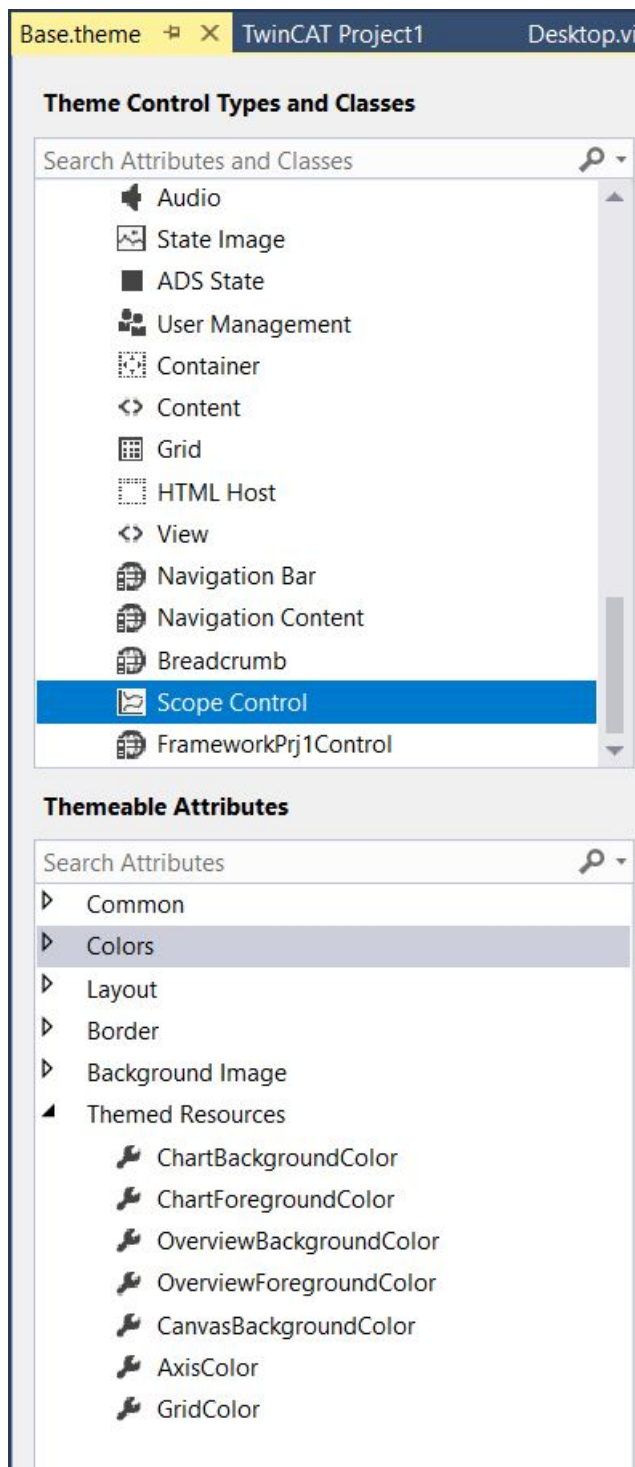 Base.theme TwinCAT Project1 Desktop.vi
Theme Control Types and Classes
Search Attributes and Classes
Audio
State Image
ADS State
User Management
Container
Content
Grid
HTML Host
View
Navigation Bar
Navigation Content
Breadcrumb
Scope Control
FrameworkPrj1Control
Themeable Attributes
Search Attributes
Common
Colors
Layout
Border
Background Image
Themed Resources
ChartBackgroundColor
ChartForegroundColor
OverviewBackgroundColor
OverviewForegroundColor
CanvasBackgroundColor
AxisColor
GridColor